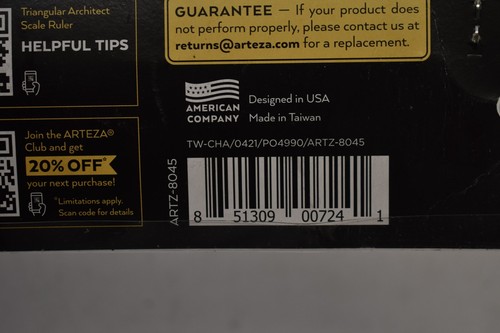 Triangular Architect
Scale Ruler
HELPFUL TIPS
GUARANTEE — If your product does
not perform properly, please contact us at
returns@arteza.com for a replacement.
AMERICAN
COMPANY
Designed in USA
Made in Taiwan
TW-CHA/0421/PO4990/ARTZ-8045
ARTZ-8045
8 51309 00724 1
Join the ARTEZA®
Club and get
20% OFF*
your next purchase!
*Limitations apply.
Scan code for details